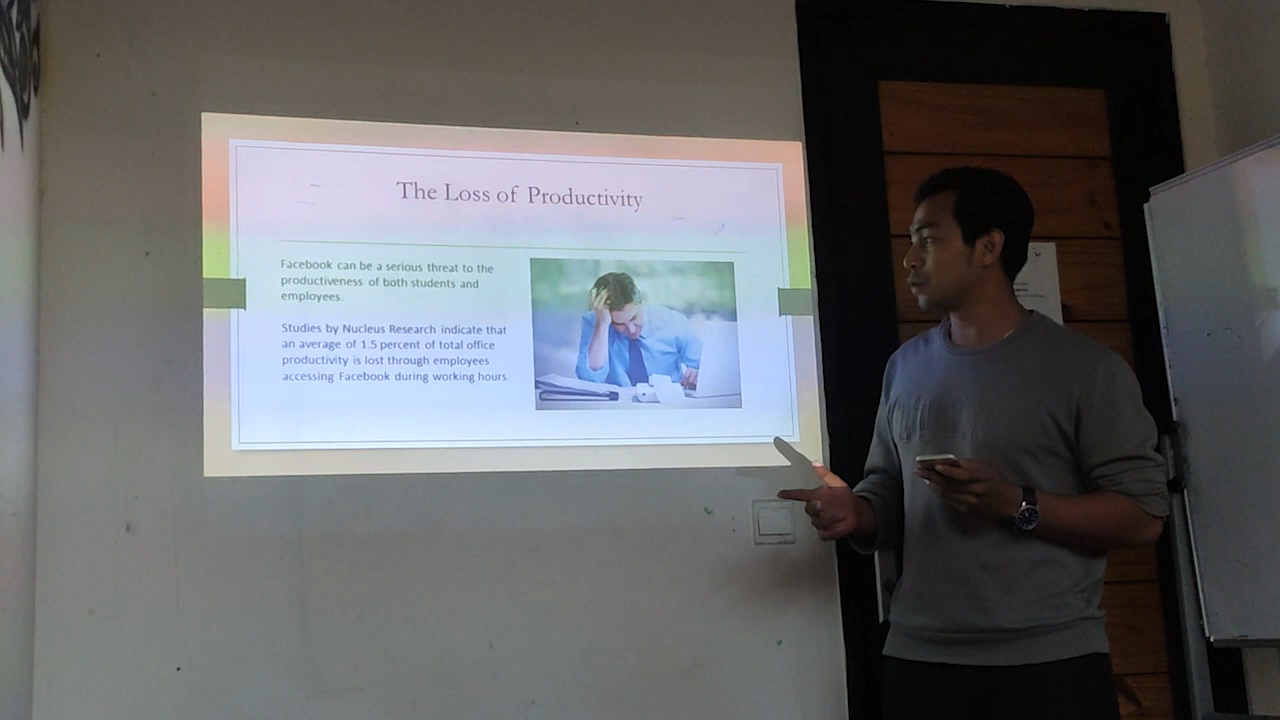 The Loss of Productivity
Facebook can be a serious threat to the
productiveness of both students and
employees.
Studies by Nucleus Research indicate that
an average of 1.5 percent of total office
productivity is lost through employees
accessing Facebook during working hours.